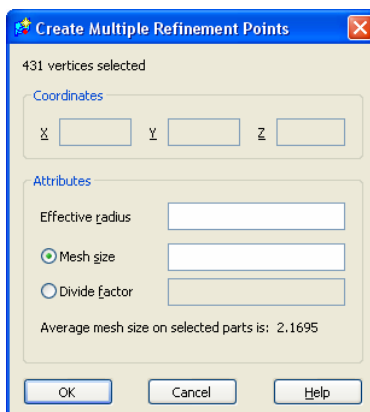 Create Multiple Refinement Points
431 vertices selected
Coordinates
X Y Z
Attributes
Effective radius
Mesh size
Divide factor
Average mesh size on selected parts is: 2.1695
OK Cancel Help